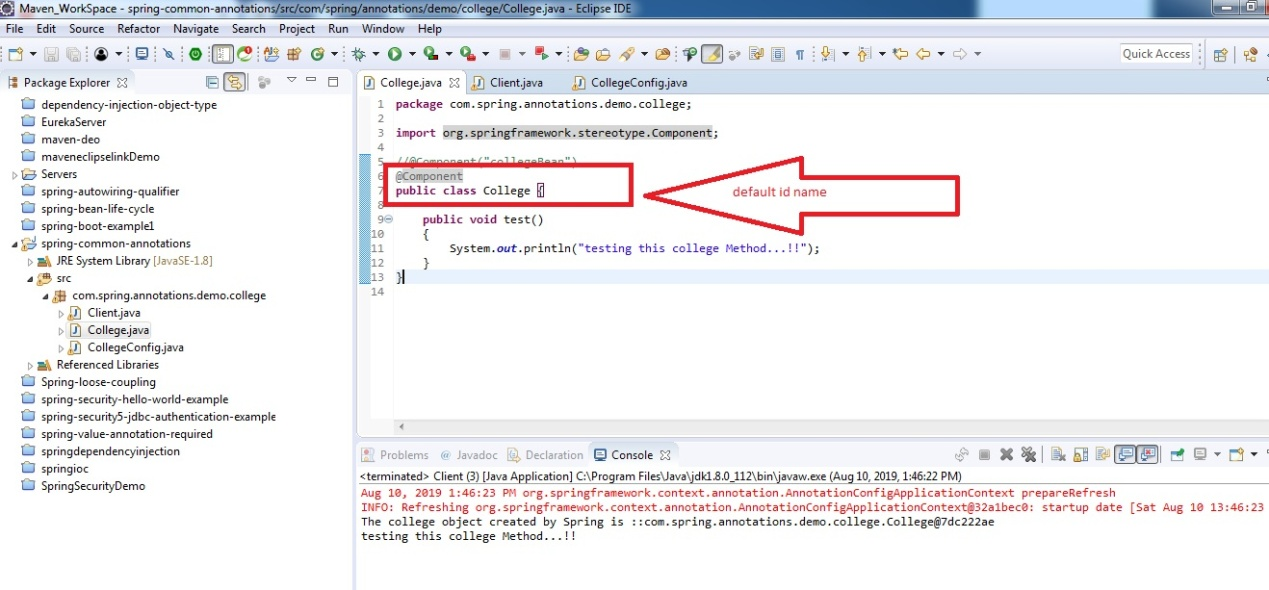 Maven_WorkSpace - spring-common-annotations/src/com/spring/annotations/demo/college/College.java - Eclipse IDE
File Edit Source Refactor Navigate Search Project Run Window Help
Quick Access
Package Explorer
dependency-injection-object-type
EurekaServer
maven-deo
maveneclipselinkDemo
Servers
spring-autowiring-qualifier
spring-bean-life-cycle
spring-boot-example1
spring-common-annotations
JRE System Library [JavaSE-1.8]
src
com.spring.annotations.demo.college
Client.java
College.java
CollegeConfig.java
Referenced Libraries
Spring-loose-coupling
spring-security-hello-world-example
spring-security5-jdbc-authentication-example
spring-value-annotation-required
springdependencyinjection
springioc
SpringSecurityDemo
College.java Client.java CollegeConfig.java
1 package com.spring.annotations.demo.college;
2
3 import org.springframework.stereotype.Component;
4
5 //@Component("collegeBean")
6 @Component
7 public class College {
8
9 public void test()
10 {
11 System.out.println("testing this college Method...!!");
12 }
13 }
14
default id name
Problems @ Javadoc Declaration Console
<terminated> Client (3) [Java Application] C:\Program Files\Java\jdk1.8.0_112\bin\javaw.exe (Aug 10, 2019, 1:46:22 PM)
Aug 10, 2019 1:46:23 PM org.springframework.context.annotation.AnnotationConfigApplicationContext prepareRefresh
INFO: Refreshing org.springframework.context.annotation.AnnotationConfigApplicationContext@32a1bec0: startup date [Sat Aug 10 13:46:23
The college object created by Spring is ::com.spring.annotations.demo.college.College@7dc222ae
testing this college Method...!!